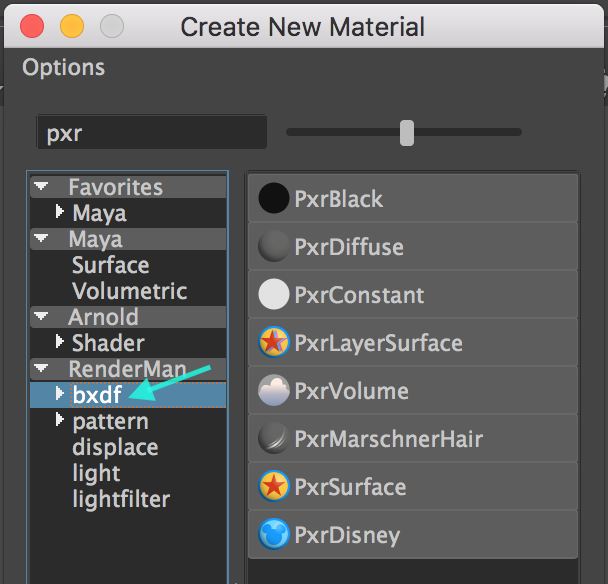 Create New Material
Options
pxr
Favorites
Maya
Maya
Surface
Volumetric
Arnold
Shader
RenderMan
bxdf
pattern
displace
light
lightfilter
PxrBlack
PxrDiffuse
PxrConstant
PxrLayerSurface
PxrVolume
PxrMarschnerHair
PxrSurface
PxrDisney